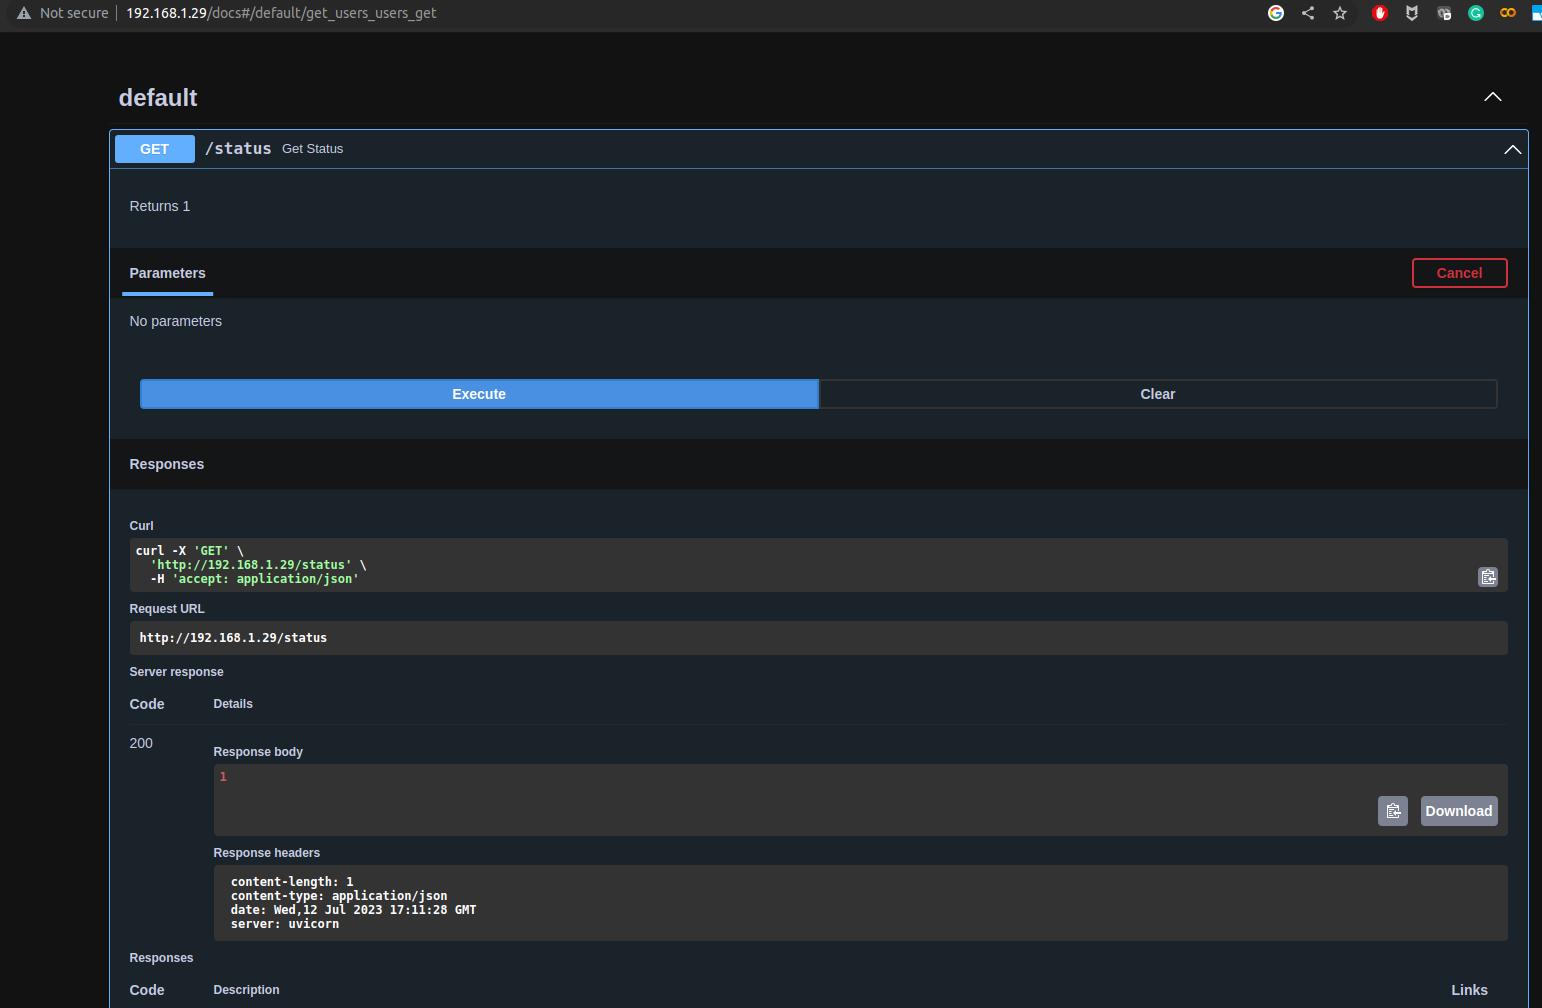 Not secure 192.168.1.29/docs#/default/get_users_users_get
default
GET /status Get Status
Returns 1
Parameters Cancel
No parameters
Execute Clear
Responses
Curl
curl -X 'GET' \
'http://192.168.1.29/status' \
-H 'accept: application/json'
Request URL
http://192.168.1.29/status
Server response
Code Details
200
Response body
1
Download
Response headers
content-length: 1
content-type: application/json
date: Wed,12 Jul 2023 17:11:28 GMT
server: uvicorn
Responses
Code Description Links